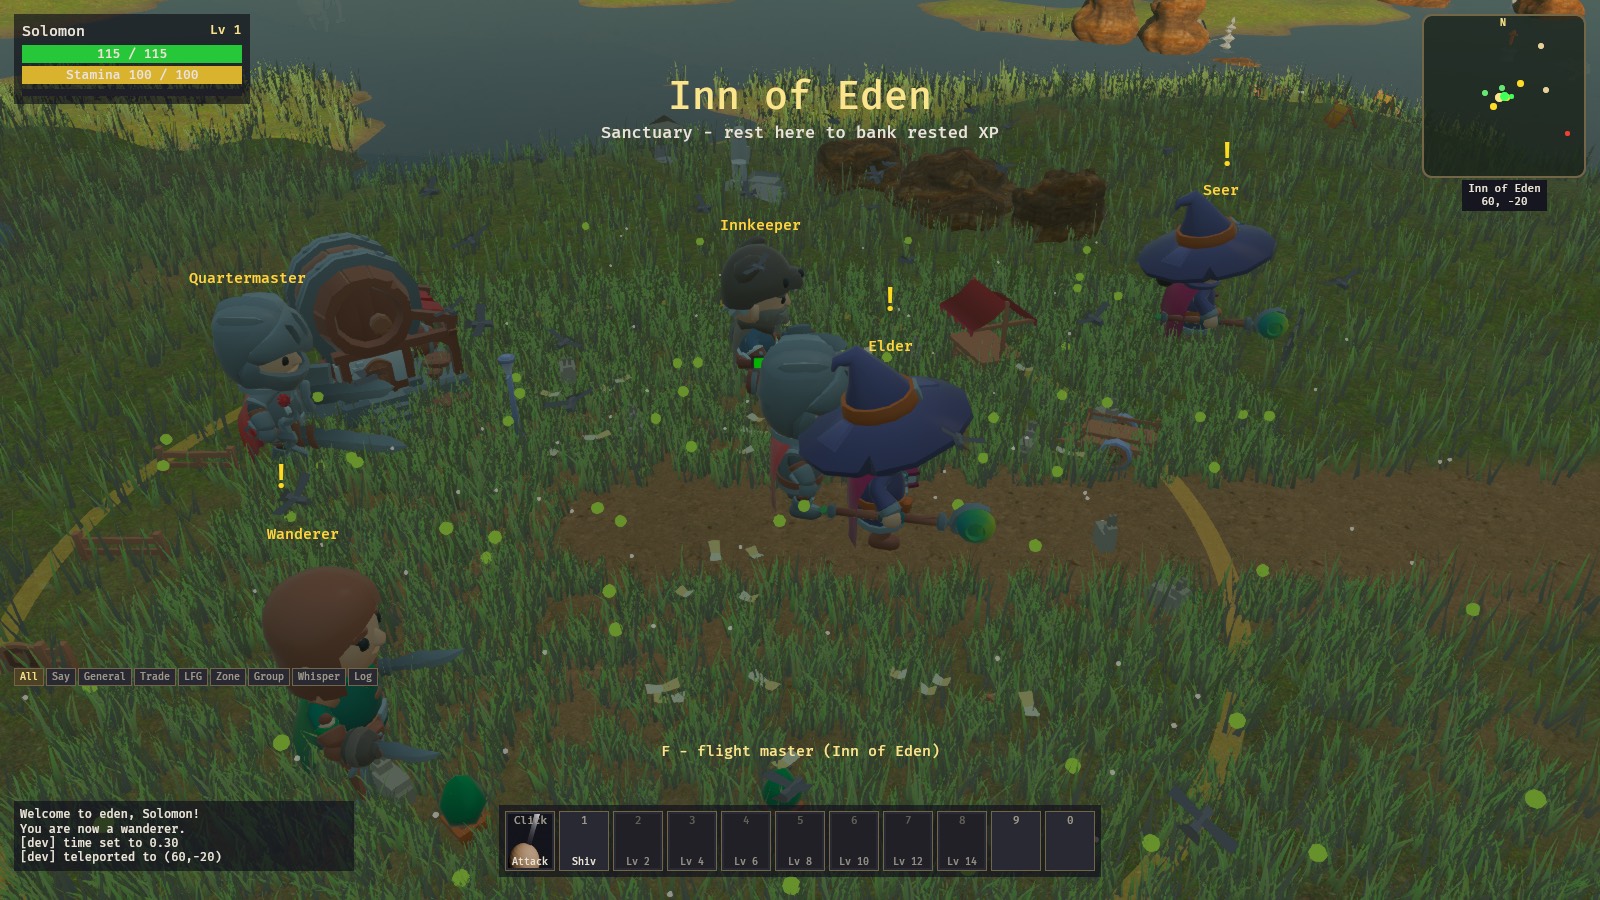 Solomon Lv 1
115 / 115
Stamina 100 / 100
Inn of Eden
Sanctuary - rest here to bank rested XP
N
Inn of Eden
60, -20
!
Seer
Innkeeper
Quartermaster
!
Elder
!
Wanderer
All Say General Trade LFG Zone Group Whisper Log
F - flight master (Inn of Eden)
Welcome to eden, Solomon!
You are now a wanderer.
[dev] time set to 0.30
[dev] teleported to (60,-20)
Click 1 2 3 4 5 6 7 8 9 0
Attack Shiv Lv 2 Lv 4 Lv 6 Lv 8 Lv 10 Lv 12 Lv 14